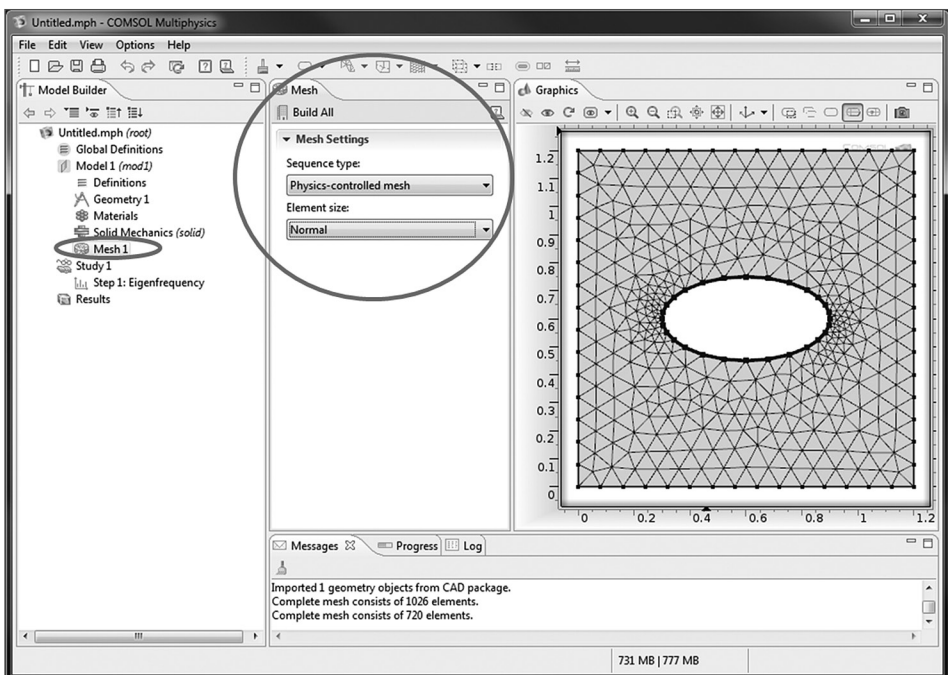 Untitled.mph - COMSOL Multiphysics
File Edit View Options Help
Model Builder
Untitled.mph (root)
Global Definitions
Model 1 (mod1)
Definitions
Geometry 1
Materials
Solid Mechanics (solid)
Mesh 1
Study 1
Step 1: Eigenfrequency
Results
Mesh
Build All
Mesh Settings
Sequence type:
Physics-controlled mesh
Element size:
Normal
Graphics
1.2
1.1
1
0.9
0.8
0.7
0.6
0.5
0.4
0.3
0.2
0.1
0
0 0.2 0.4 0.6 0.8 1 1.2
Messages Progress Log
Imported 1 geometry objects from CAD package.
Complete mesh consists of 1026 elements.
Complete mesh consists of 720 elements.
731 MB | 777 MB